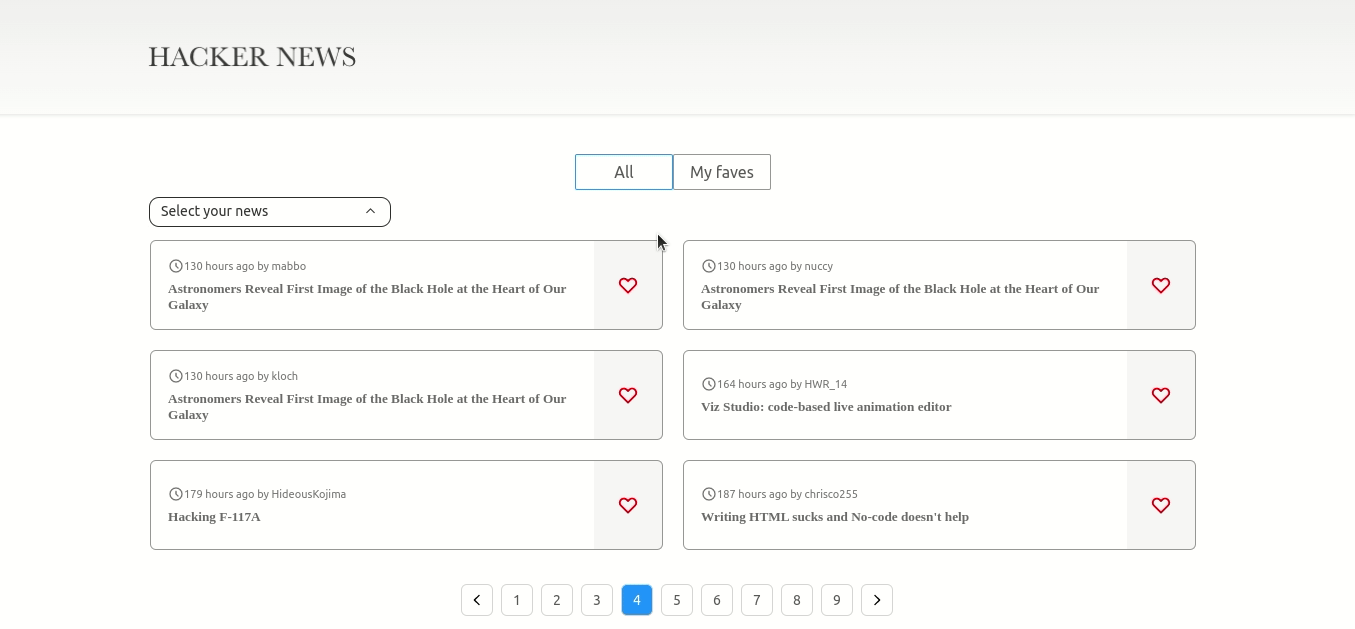 HACKER NEWS
All
My faves
Select your news
130 hours ago by mabbo
Astronomers Reveal First Image of the Black Hole at the Heart of Our
Galaxy
130 hours ago by nuccy
Astronomers Reveal First Image of the Black Hole at the Heart of Our
Galaxy
130 hours ago by kloch
Astronomers Reveal First Image of the Black Hole at the Heart of Our
Galaxy
164 hours ago by HWR_14
Viz Studio: code-based live animation editor
179 hours ago by HideousKojima
Hacking F-117A
187 hours ago by chrisco255
Writing HTML sucks and No-code doesn't help
1 2 3 4 5 6 7 8 9